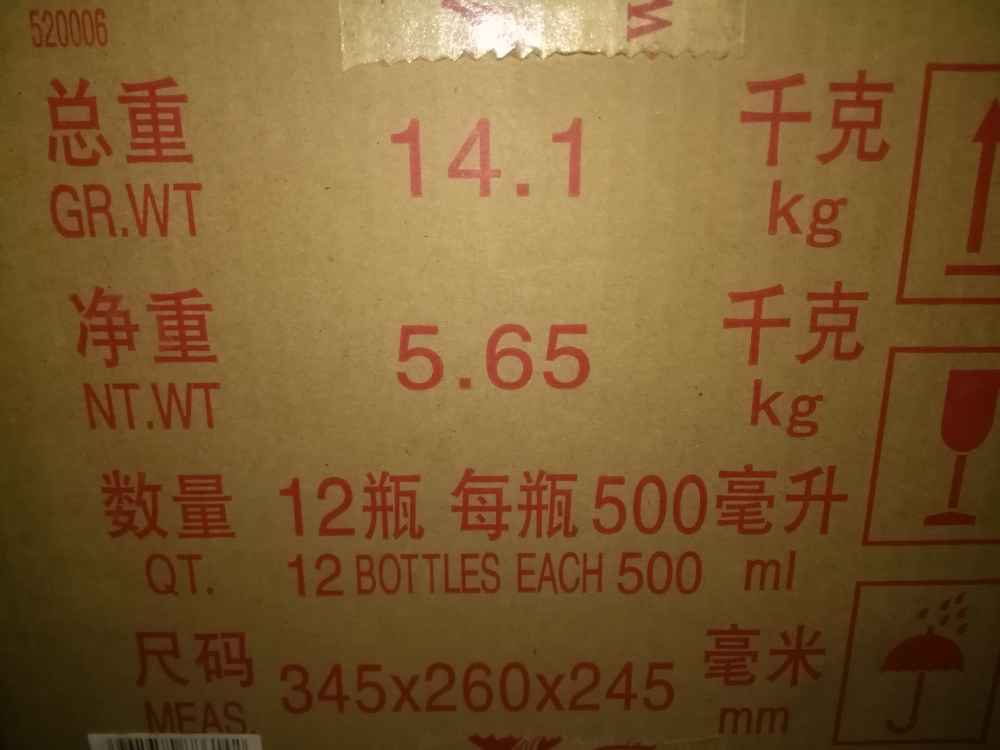 520006
总重 14.1 千克
GR.WT kg
净重 5.65 千克
NT.WT kg
数量 12瓶 每瓶500毫升
QT. 12 BOTTLES EACH 500 ml
尺码 345x260x245 毫米
MEAS. mm